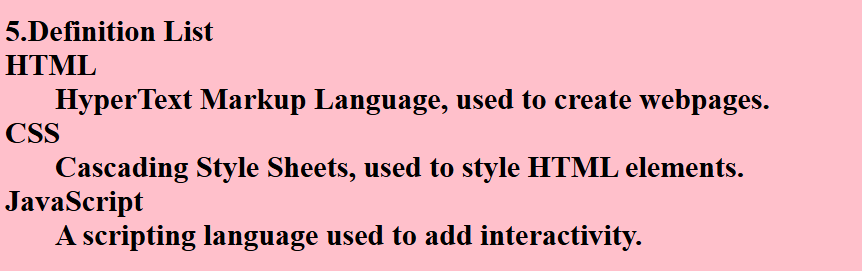 5.Definition List
HTML
HyperText Markup Language, used to create webpages.
CSS
Cascading Style Sheets, used to style HTML elements.
JavaScript
A scripting language used to add interactivity.